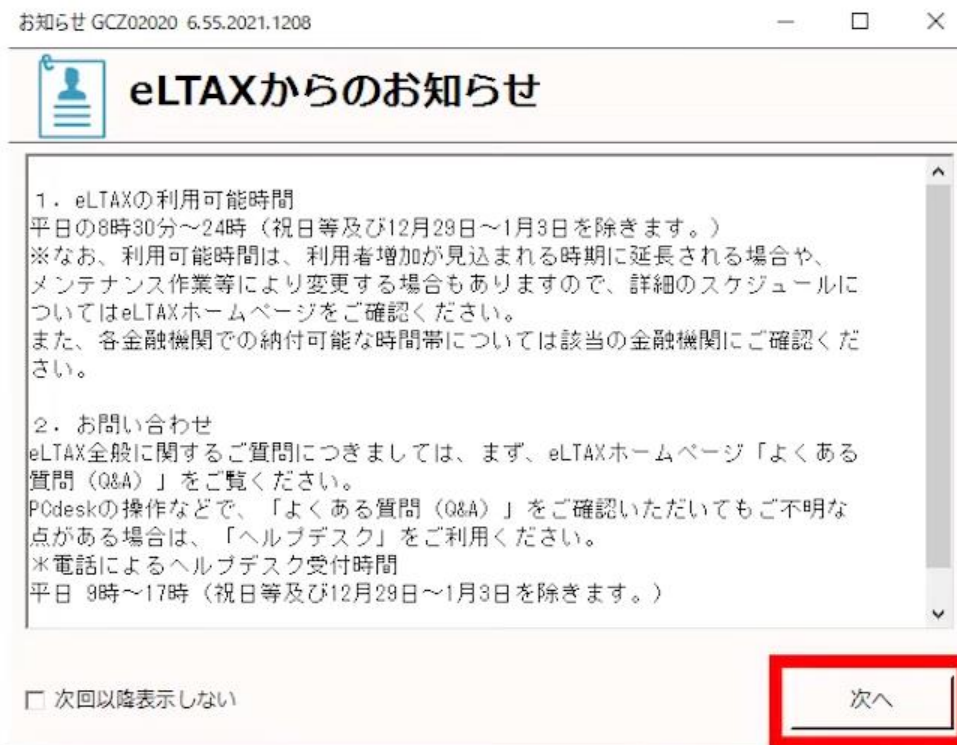 お知らせ GCZ02020 6.55.2021.1208
eLTAXからのお知らせ
１．eLTAXの利用可能時間
平日の8時30分～24時（祝日等及び12月29日～1月3日を除きます。）
※なお、利用可能時間は、利用者増加が見込まれる時期に延長される場合や、
メンテナンス作業等により変更する場合もありますので、詳細のスケジュールに
ついてはeLTAXホームページをご確認ください。
また、各金融機関での納付可能な時間帯については該当の金融機関にご確認くだ
さい。
２．お問い合わせ
eLTAX全般に関するご質問につきましては、まず、eLTAXホームページ「よくある
質問（Q&A）」をご覧ください。
PCdeskの操作などで、「よくある質問（Q&A）」をご確認いただいてもご不明な
点がある場合は、「ヘルプデスク」をご利用ください。
＊電話によるヘルプデスク受付時間
平日 9時～17時（祝日等及び12月29日～1月3日を除きます。）
次回以降表示しない
次へ